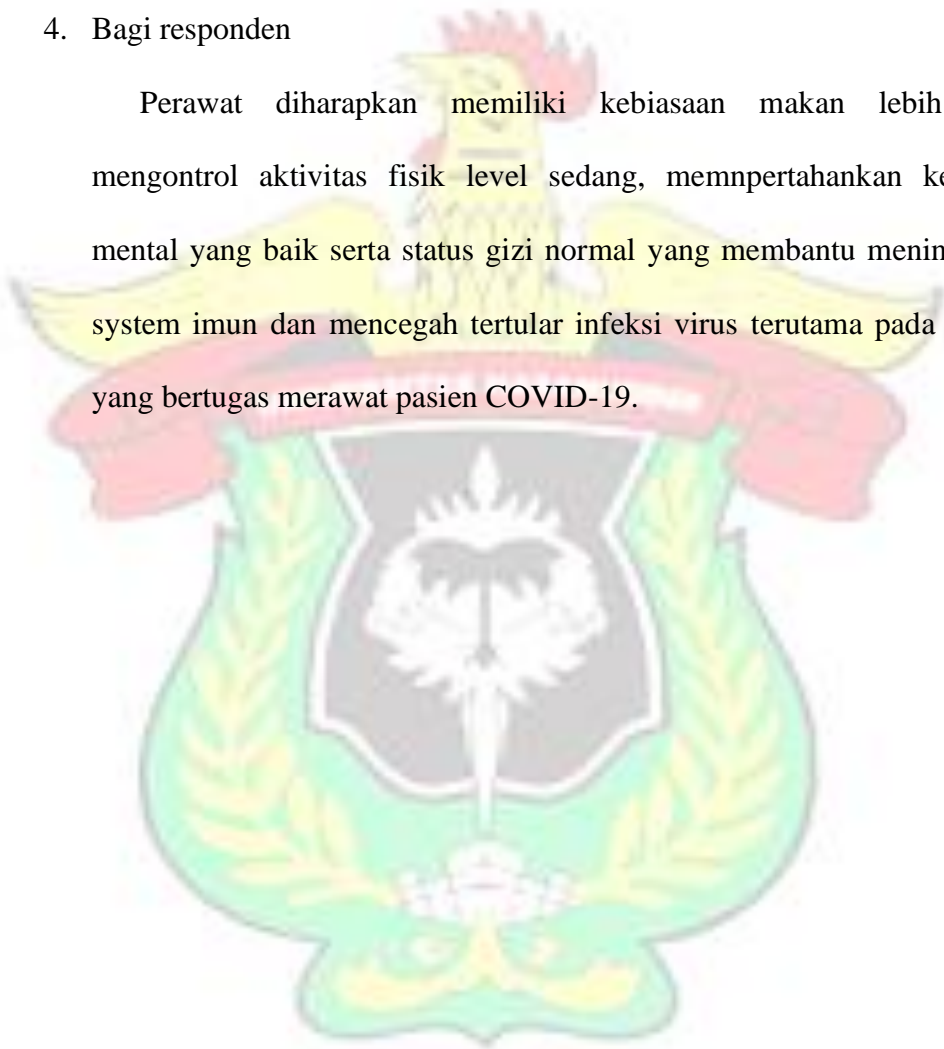 4. Bagi responden
Perawat diharapkan memiliki kebiasaan makan lebih
mengontrol aktivitas fisik level sedang, memnpertahankan ke
mental yang baik serta status gizi normal yang membantu menin
system imun dan mencegah tertular infeksi virus terutama pada
yang bertugas merawat pasien COVID-19.